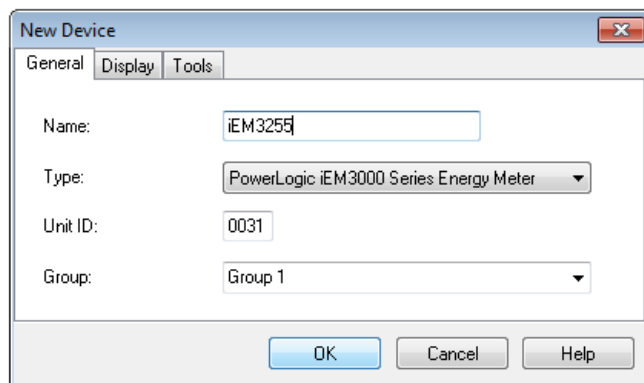 New Device
General Display Tools
Name: iEM3255
Type: PowerLogic iEM3000 Series Energy Meter
Unit ID: 0031
Group: Group 1
OK Cancel Help